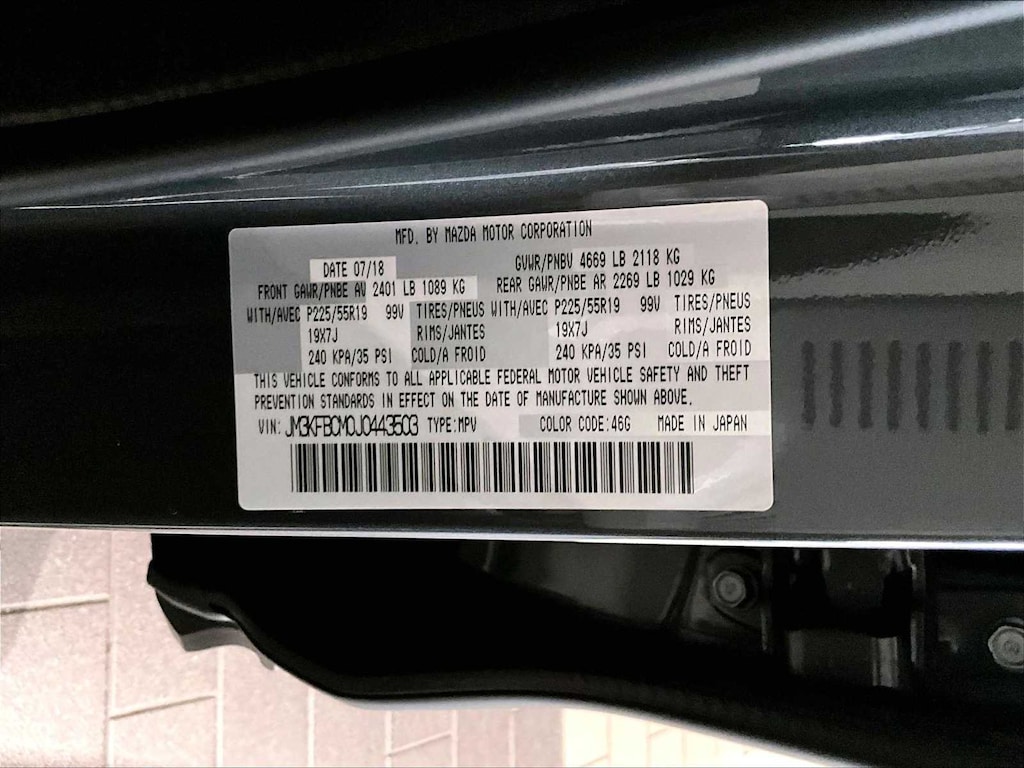 MFD. BY MAZDA MOTOR CORPORATION
DATE 07/18 GVWR/PNBV 4669 LB 2118 KG
FRONT GAWR/PNBE AV 2401 LB 1089 KG REAR GAWR/PNBE AR 2269 LB 1029 KG
WITH/AVEC P225/55R19 99V TIRES/PNEUS WITH/AVEC P225/55R19 99V TIRES/PNEUS
19X7J RIMS/JANTES 19X7J RIMS/JANTES
240 KPA/35 PSI COLD/A FROID 240 KPA/35 PSI COLD/A FROID
THIS VEHICLE CONFORMS TO ALL APPLICABLE FEDERAL MOTOR VEHICLE SAFETY AND THEFT
PREVENTION STANDARDS IN EFFECT ON THE DATE OF MANUFACTURE SHOWN ABOVE.
VIN: JM3KFBCM0J0443503 TYPE:MPV COLOR CODE:46G MADE IN JAPAN